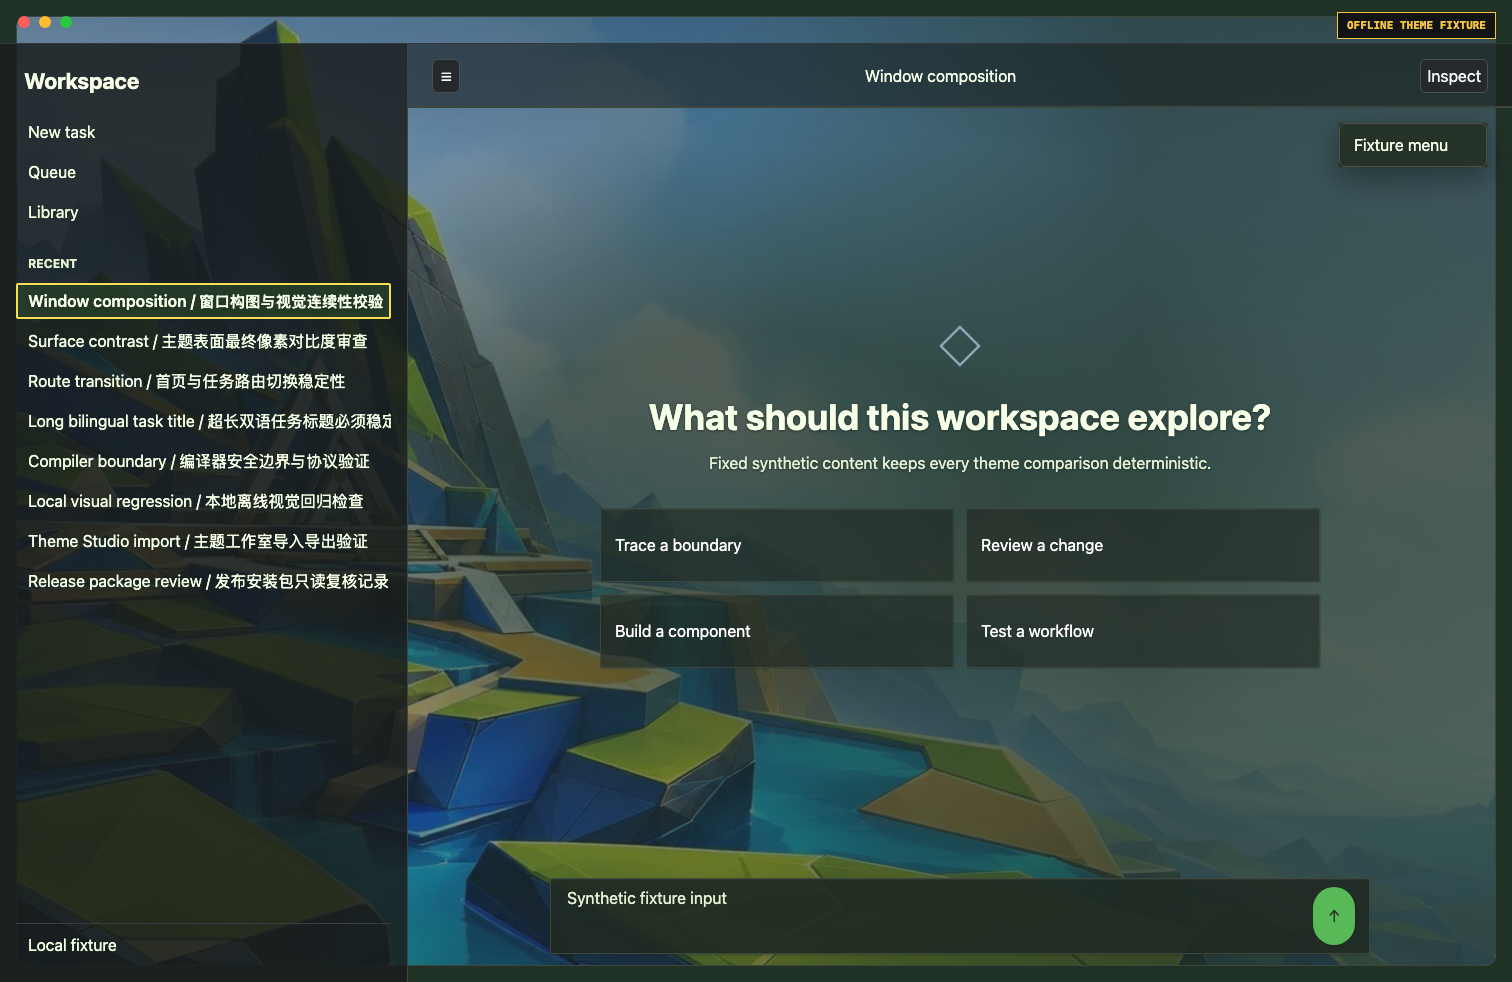 OFFLINE THEME FIXTURE
Workspace
≡
Window composition
Inspect
New task
Queue
Library
Fixture menu
RECENT
Window composition / 窗口构图与视觉连续性校验
Surface contrast / 主题表面最终像素对比度审查
Route transition / 首页与任务路由切换稳定性
Long bilingual task title / 超长双语任务标题必须稳定
Compiler boundary / 编译器安全边界与协议验证
Local visual regression / 本地离线视觉回归检查
Theme Studio import / 主题工作室导入导出验证
Release package review / 发布安装包只读复核记录
Local fixture
What should this workspace explore?
Fixed synthetic content keeps every theme comparison deterministic.
Trace a boundary
Review a change
Build a component
Test a workflow
Synthetic fixture input
↑